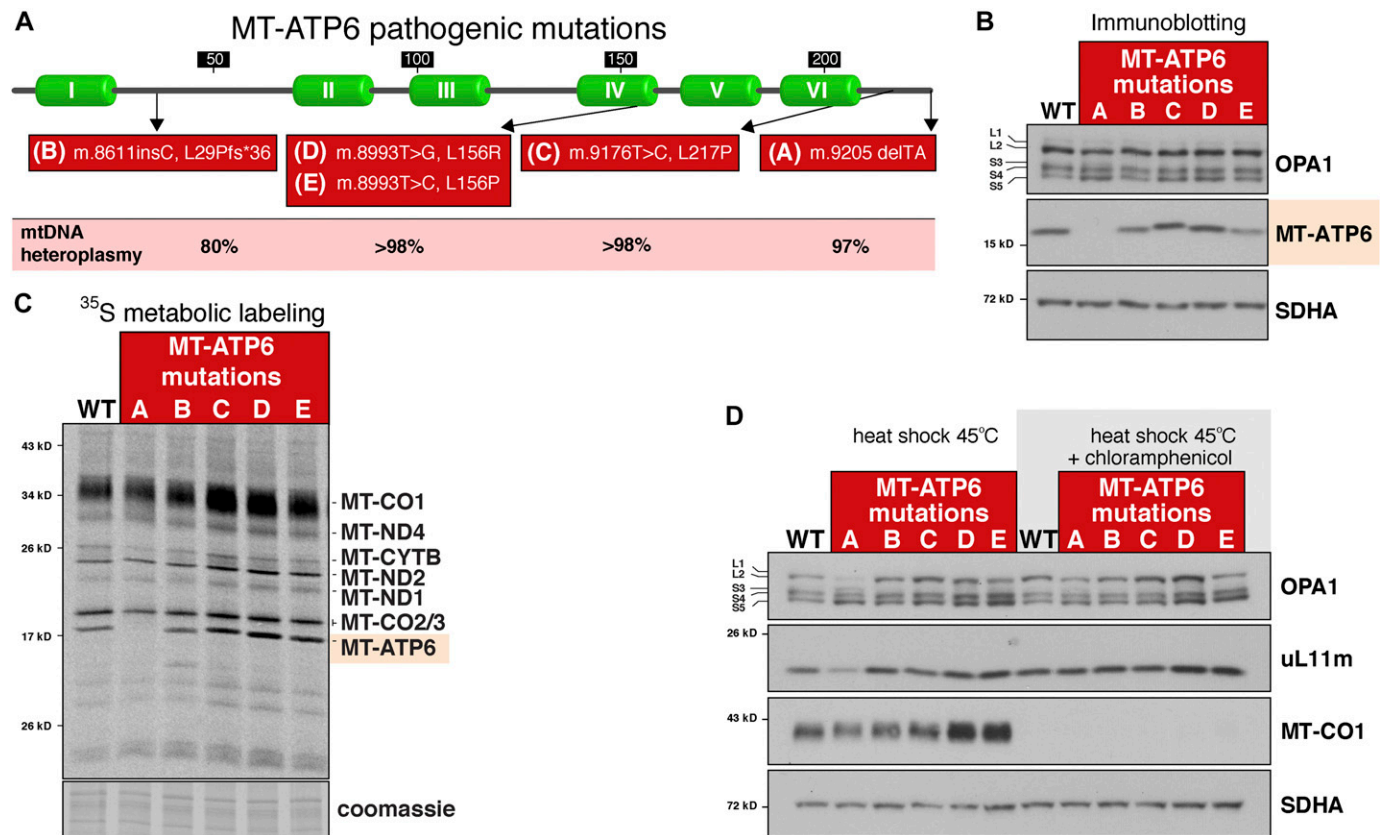 A
MT-ATP6 pathogenic mutations
50
100
150
200
I
II
III
IV
V
VI
(B) m.8611insC, L29Pfs*36
(D) m.8993T>G, L156R
(E) m.8993T>C, L156P
(C) m.9176T>C, L217P
(A) m.9205 delTA
mtDNA
heteroplasmy
80%
>98%
>98%
97%
B
Immunoblotting
MT-ATP6
mutations
WT A B C D E
L1
L2
S3
S4
S5
OPA1
15 kD
MT-ATP6
72 kD
SDHA
C
35S metabolic labeling
MT-ATP6
mutations
WT A B C D E
43 kD
34 kD
26 kD
17 kD
26 kD
MT-CO1
MT-ND4
MT-CYTB
MT-ND2
MT-ND1
MT-CO2/3
MT-ATP6
coomassie
D
heat shock 45°C
heat shock 45°C
+ chloramphenicol
MT-ATP6
mutations
MT-ATP6
mutations
WT A B C D E WT A B C D E
L1
L2
S3
S4
S5
OPA1
26 kD
uL11m
43 kD
MT-CO1
72 kD
SDHA